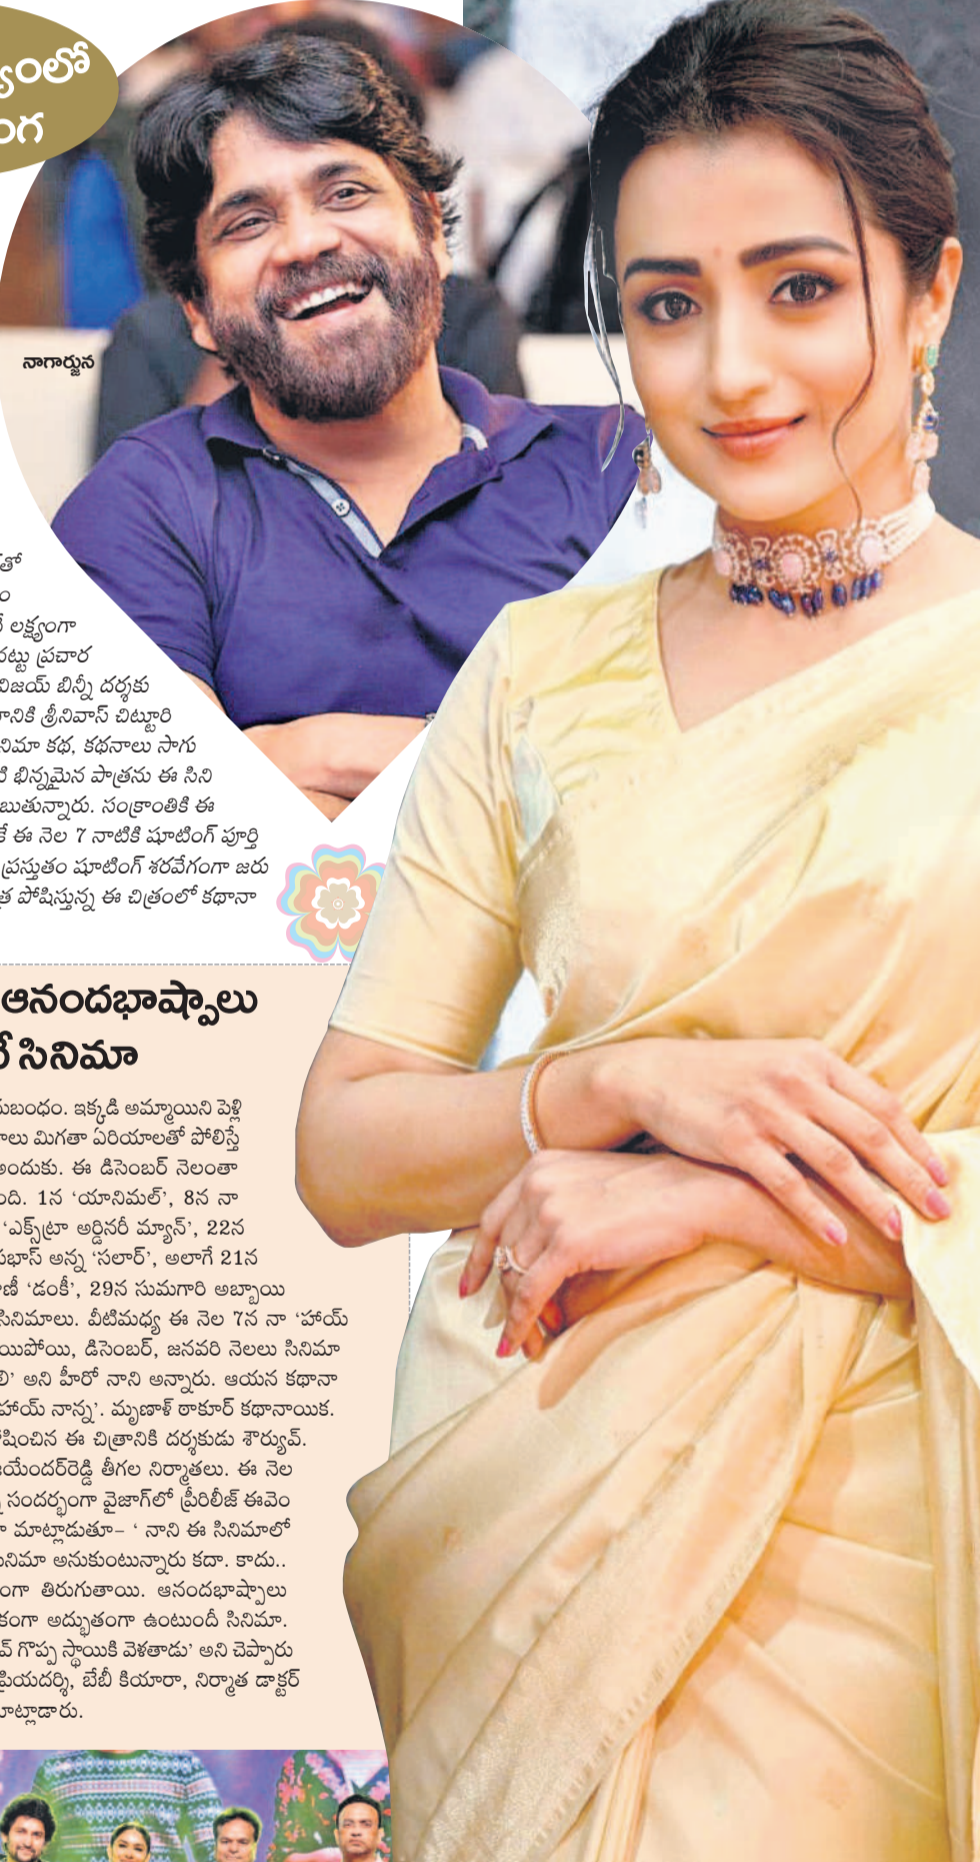 నాగార్జున
లక్ష్యంగా
ప్రచార
విజయ్ బిన్నీ దర్శకు
శ్రీనివాస్ చిట్టూరి
కథ, కథనాలు సాగు
భిన్నమైన పాత్రను ఈ సిని
సంక్రాంతికి ఈ
ఈ నెల 7 నాటికి షూటింగ్ పూర్తి
ప్రస్తుతం షూటింగ్ శరవేగంగా జరు
పోషిస్తున్న ఈ చిత్రంలో కథానా
ఆనందభాష్పాలు
సినిమా
ఇక్కడి అమ్మాయిని పెళ్లి
మిగతా ఏరియాలతో పోలిస్తే
అందుకు. ఈ డిసెంబర్ నెలంతా
1న ‘యానిమల్’, 8న నా
‘ఎక్స్‌ట్రా ఆర్డినరీ మ్యాన్’, 22న
అన్న ‘సలార్’, అలాగే 21న
‘డంకీ’, 29న సుమగారి అబ్బాయి
సినిమాలు. వీటిమధ్య ఈ నెల 7న నా ‘హాయ్
డిసెంబర్, జనవరి నెలలు సినిమా
అని హీరో నాని అన్నారు. ఆయన కథానా
హాయ్ నాన్న’. మృణాళ్ ఠాకూర్ కథానాయిక.
ఈ చిత్రానికి దర్శకుడు శౌర్యువ్.
తీగల నిర్మాతలు. ఈ నెల
సందర్భంగా వైజాగ్‌లో ప్రీరిలీజ్ ఈవెం
మాట్లాడుతూ– ‘ నాని ఈ సినిమాలో
అనుకుంటున్నారు కదా. కాదు..
తిరుగుతాయి. ఆనందభాష్పాలు
అద్భుతంగా ఉంటుందీ సినిమా.
గొప్ప స్థాయికి వెళతాడు’ అని చెప్పారు
ప్రియదర్శి, బేబీ కియారా, నిర్మాత డాక్టర్